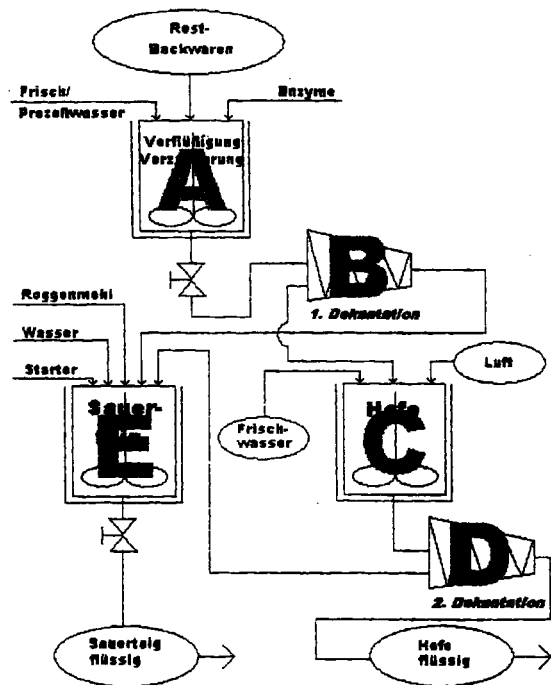 Rest-
Backwaren
Frisch/
Prozeßwasser
Enzyme
Verflüßigung
A
B
1. Dekantation
Roggenmehl
Wasser
Starter
Luft
Sauer-
E
Frisch-
wasser
Hefe
C
D
2. Dekantation
Sauerteig
flüssig
Hefe
flüssig